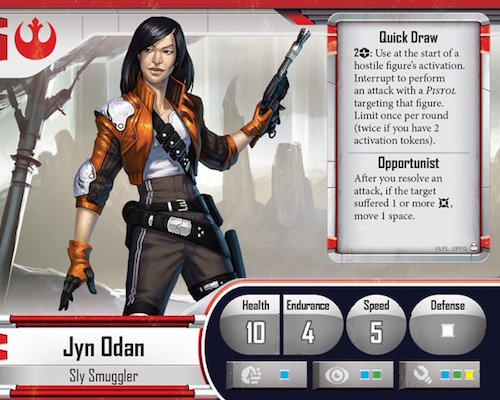 Quick Draw
2: Use at the start of a
hostile figure's activation.
Interrupt to perform
an attack with a PISTOL
targeting that figure.
Limit once per round
(twice if you have 2
activation tokens).
Opportunist
After you resolve an
attack, if the target
suffered 1 or more ,
move 1 space.
©LFL ©FFG
Health
Endurance
Speed
Defense
10
4
5
Jyn Odan
Sly Smuggler